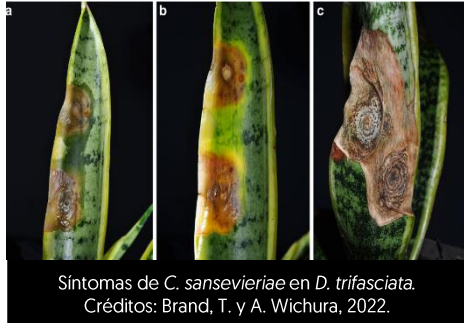 a b c
Síntomas de C. sansevieriae en D. trifasciata.
Créditos: Brand, T. y A. Wichura, 2022.